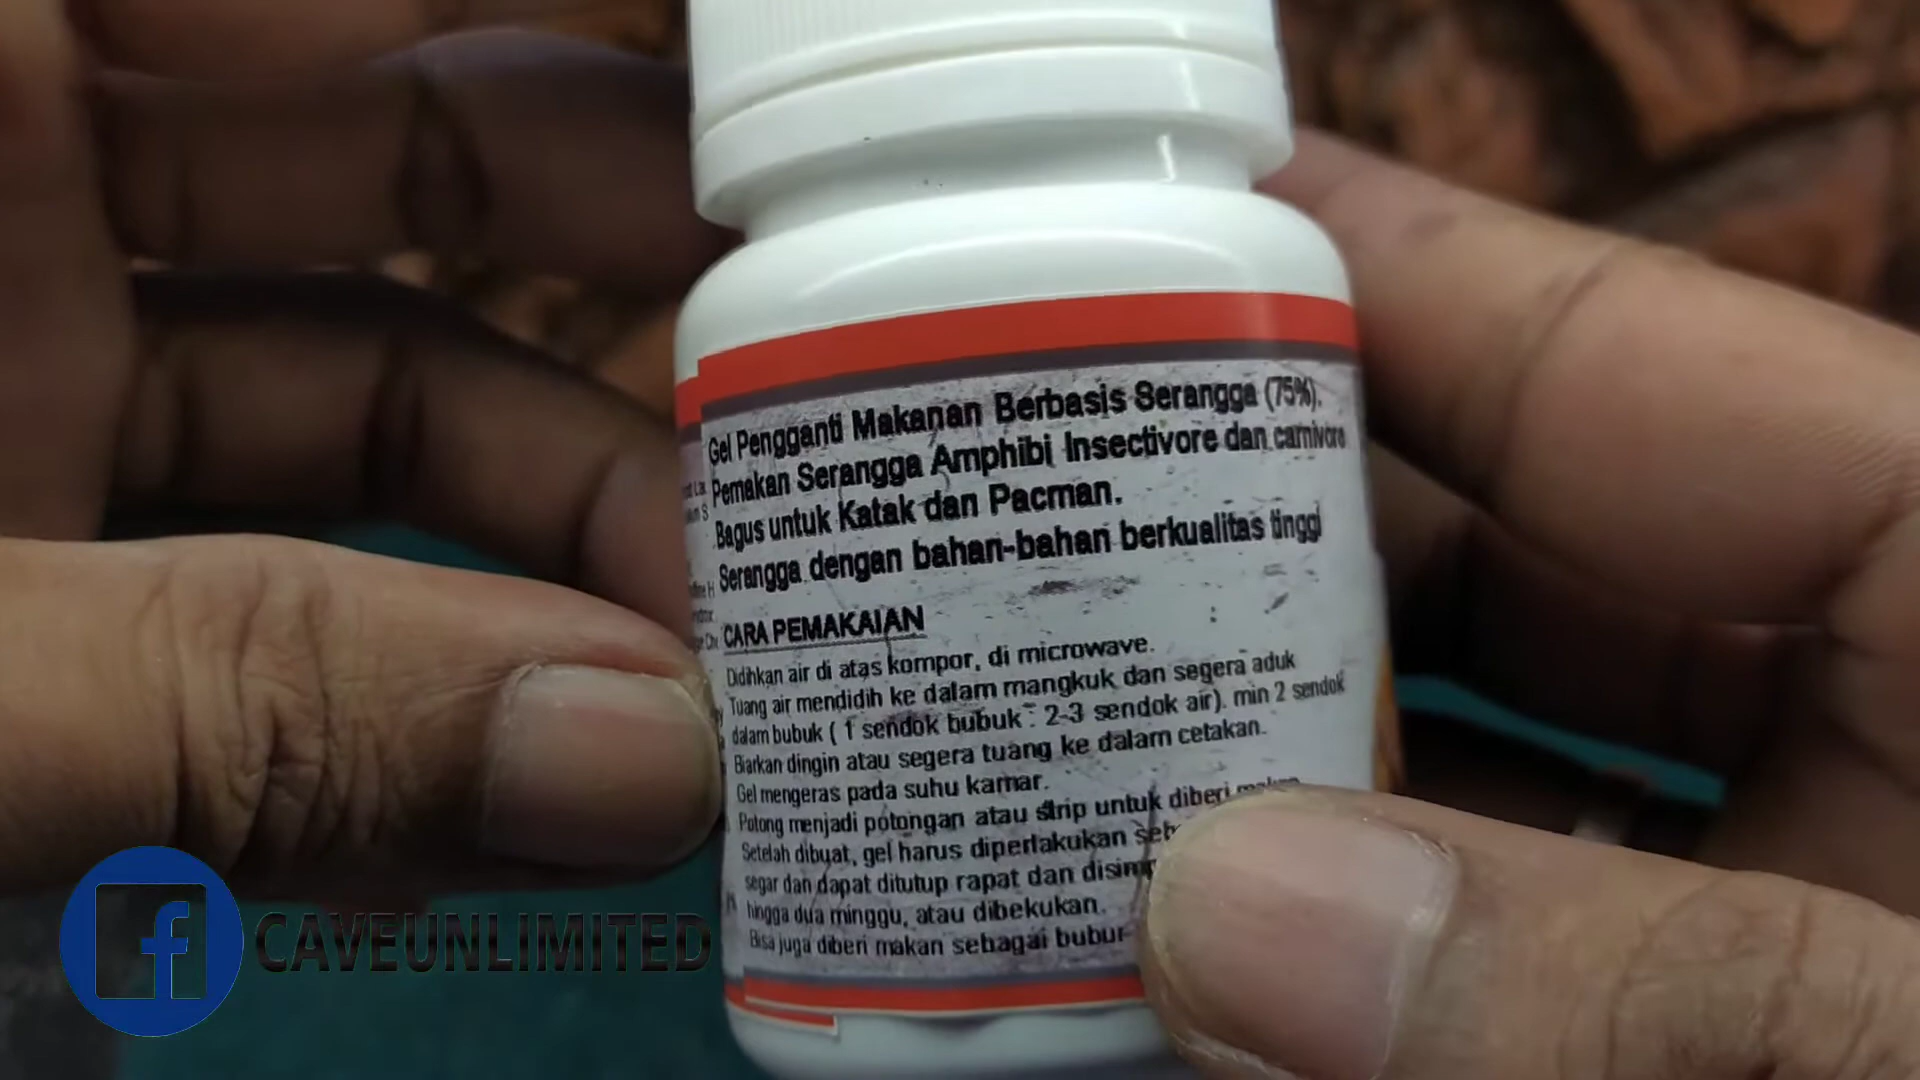 Gel Pengganti Makanan Berbasis Serangga (75%).
Pemakan Serangga Amphibi Insectivore dan carnivore
Bagus untuk Katak dan Pacman.
Serangga dengan bahan-bahan berkualitas tinggi
CARA PEMAKAIAN
Didihkan air di atas kompor, di microwave.
Tuang air mendidih ke dalam mangkuk dan segera aduk
dalam bubuk ( 1 sendok bubuk : 2-3 sendok air). min 2 sendok
Biarkan dingin atau segera tuang ke dalam cetakan.
Gel mengeras pada suhu kamar.
Potong menjadi potongan atau strip untuk diberi makan
Setelah dibuat, gel harus diperlakukan
segar dan dapat ditutup rapat dan
hingga dua minggu, atau dibekukan.
Bisa juga diberi makan sebagai bubur
f CAVEUNLIMITED